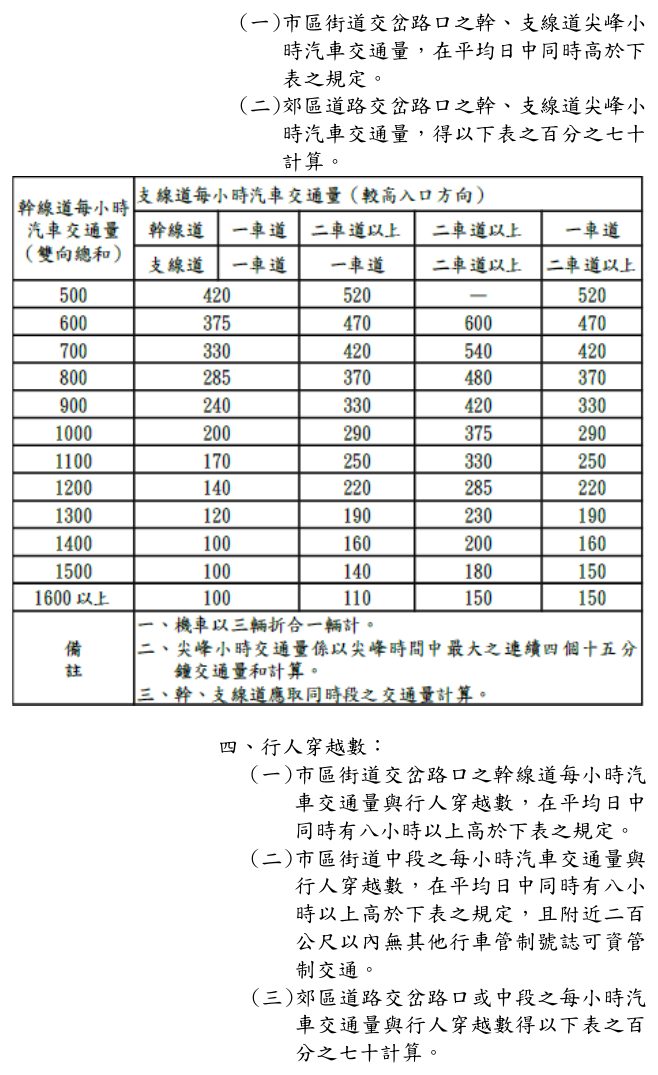 (一)市區街道交岔路口之幹、支線道尖峰小
時汽車交通量，在平均日中同時高於下
表之規定。
(二)郊區道路交岔路口之幹、支線道尖峰小
時汽車交通量，得以下表之百分之七十
計算。
幹線道每小時
汽車交通量
（雙向總和）
支線道每小時汽車交通量（較高入口方向）
幹線道 一車道 二車道以上 二車道以上 一車道
支線道 一車道 一車道 二車道以上 二車道以上
500 420 520 — 520
600 375 470 600 470
700 330 420 540 420
800 285 370 480 370
900 240 330 420 330
1000 200 290 375 290
1100 170 250 330 250
1200 140 220 285 220
1300 120 190 230 190
1400 100 160 200 160
1500 100 140 180 150
1600以上 100 110 150 150
備
註
一、機車以三輛折合一輛計。
二、尖峰小時交通量係以尖峰時間中最大之連續四個十五分
鐘交通量和計算。
三、幹、支線道應取同時段之交通量計算。
四、行人穿越數：
(一)市區街道交岔路口之幹線道每小時汽
車交通量與行人穿越數，在平均日中
同時有八小時以上高於下表之規定。
(二)市區街道中段之每小時汽車交通量與
行人穿越數，在平均日中同時有八小
時以上高於下表之規定，且附近二百
公尺以內無其他行車管制號誌可資管
制交通。
(三)郊區道路交岔路口或中段之每小時汽
車交通量與行人穿越數得以下表之百
分之七十計算。